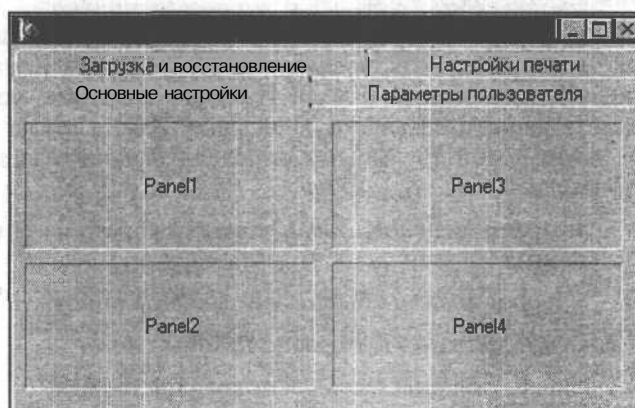 Загрузка и восстановление Настройки печати
Основные настройки Параметры пользователя
Panel1 Panel3
Panel2 Panel4